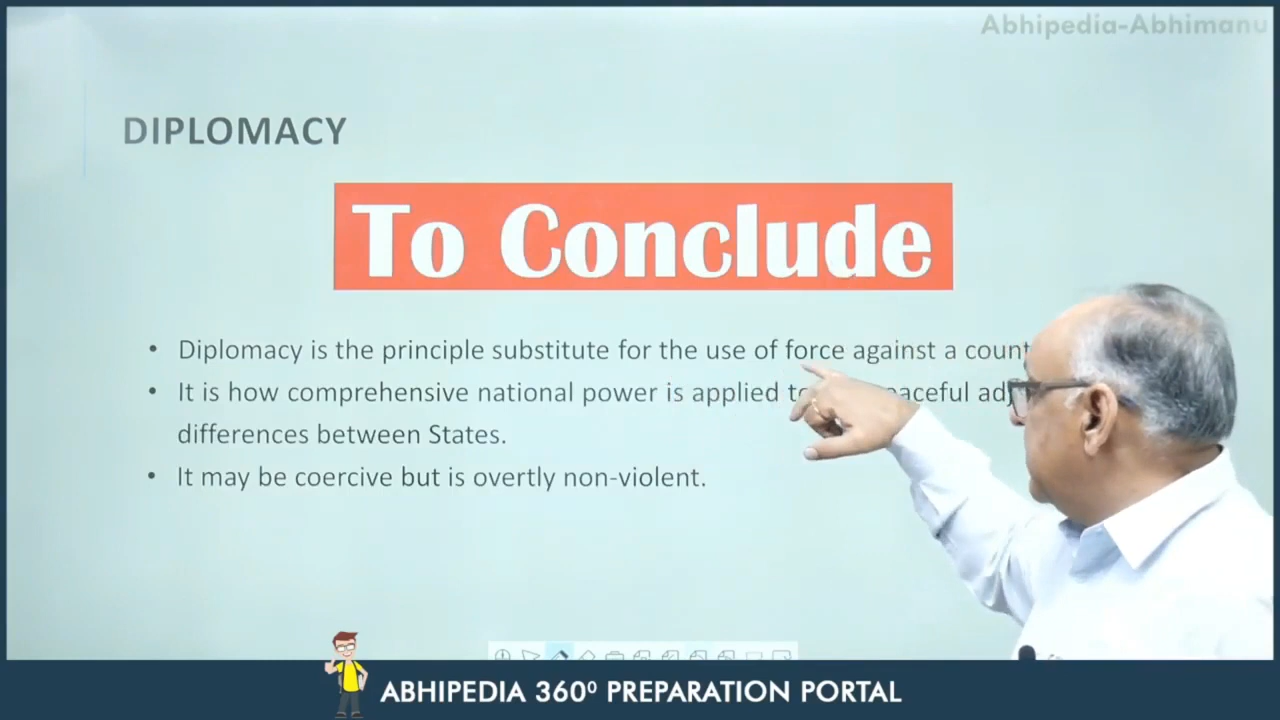 Abhipedia-Abhimanu
DIPLOMACY
To Conclude
• Diplomacy is the principle substitute for the use of force against a
• It is how comprehensive national power is applied
differences between States.
• It may be coercive but is overtly non-violent.
ABHIPEDIA 360⁰ PREPARATION PORTAL